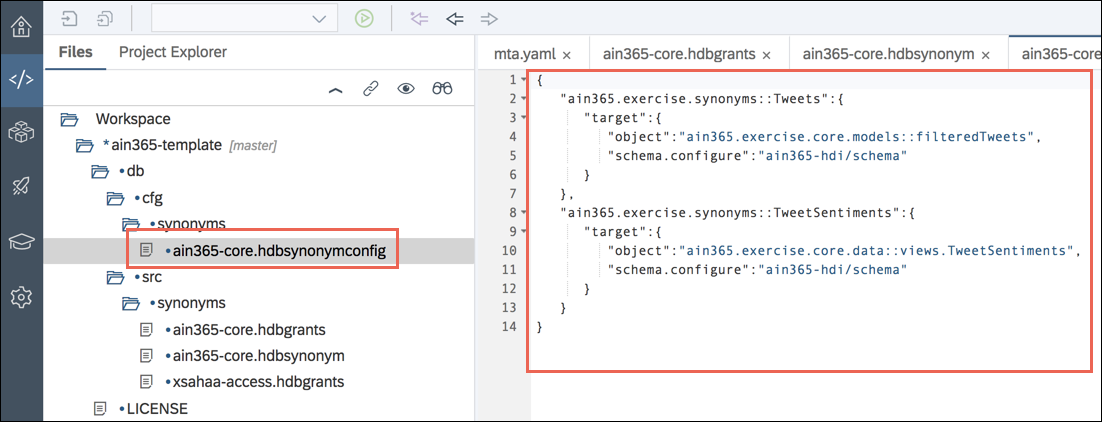 Files
Project Explorer
Workspace
*ain365-template [master]
db
cfg
synonyms
ain365-core.hdbsynonymconfig
src
synonyms
ain365-core.hdbgrants
ain365-core.hdbsynonym
xsahaa-access.hdbgrants
LICENSE
mta.yaml × ain365-core.hdbgrants × ain365-core.hdbsynonym × ain365-core
1 {
2 "ain365.exercise.synonyms::Tweets":{
3 "target":{
4 "object":"ain365.exercise.core.models::filteredTweets",
5 "schema.configure":"ain365-hdi/schema"
6 }
7 },
8 "ain365.exercise.synonyms::TweetSentiments":{
9 "target":{
10 "object":"ain365.exercise.core.data::views.TweetSentiments",
11 "schema.configure":"ain365-hdi/schema"
12 }
13 }
14 }